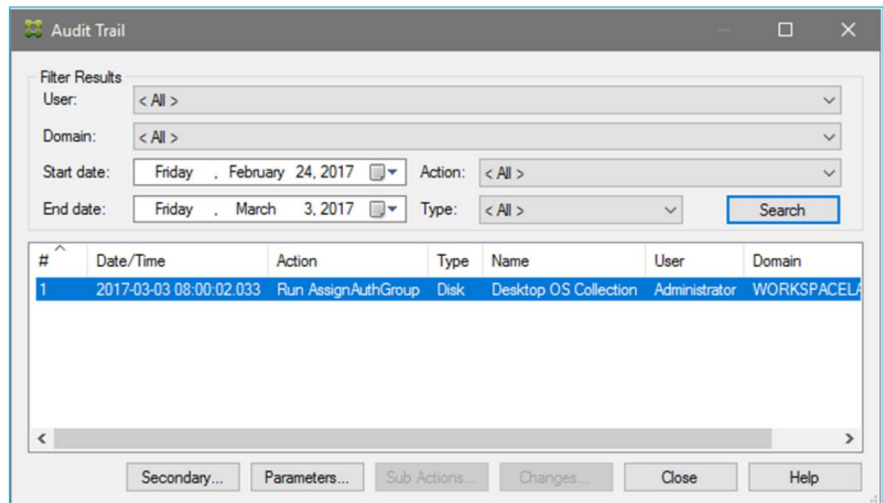 Audit Trail
Filter Results
User: < All >
Domain: < All >
Start date: Friday , February 24, 2017 Action: < All >
End date: Friday , March 3, 2017 Type: < All > Search
# Date/Time Action Type Name User Domain
1 2017-03-03 08:00:02.033 Run AssignAuthGroup Disk Desktop OS Collection Administrator WORKSPACELA
Secondary... Parameters... Sub Actions... Changes... Close Help